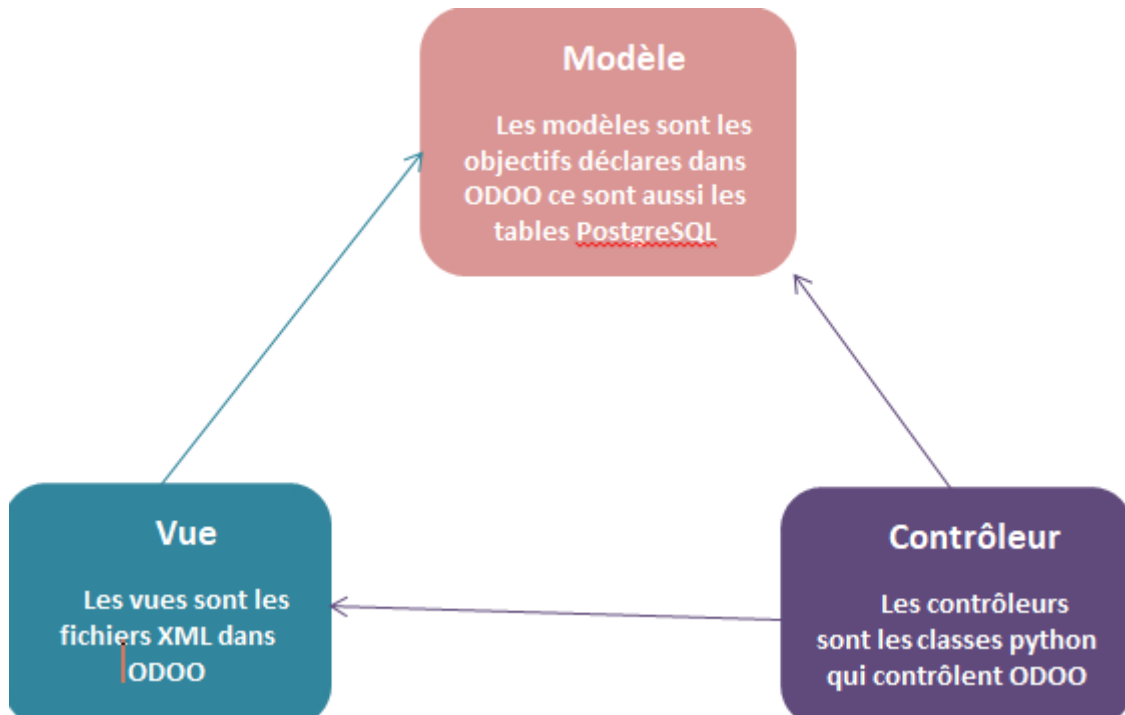 Modèle
Les modèles sont les
objectifs déclares dans
ODOO ce sont aussi les
tables PostgreSQL
Vue
Les vues sont les
fichiers XML dans
ODOO
Contrôleur
Les contrôleurs
sont les classes python
qui contrôlent ODOO